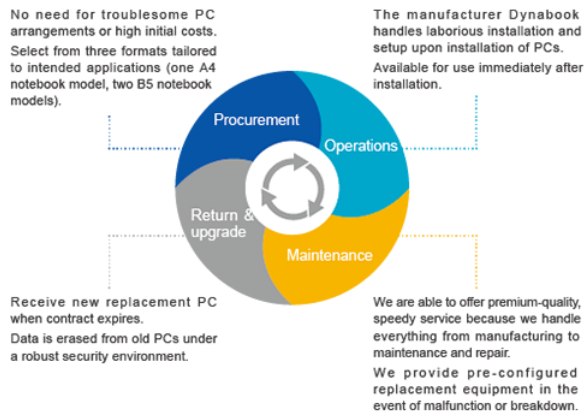 No need for troublesome PC
arrangements or high initial costs.
Select from three formats tailored
to intended applications (one A4
notebook model, two B5 notebook
models).
The manufacturer Dynabook
handles laborious installation and
setup upon installation of PCs.
Available for use immediately after
installation.
Procurement
Operations
Return &
upgrade
Maintenance
Receive new replacement PC
when contract expires.
Data is erased from old PCs under
a robust security environment.
We are able to offer premium-quality,
speedy service because we handle
everything from manufacturing to
maintenance and repair.
We provide pre-configured
replacement equipment in the
event of malfunction or breakdown.